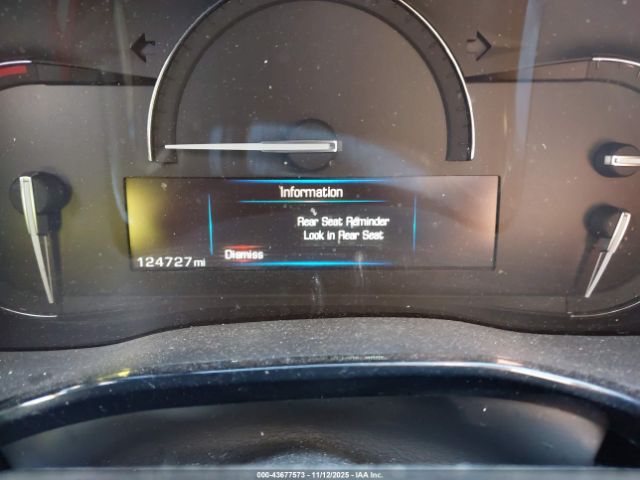 Information
Rear Seat Reminder
Look in Rear Seat
Dismiss
124727 mi
000-43677573 - 11/12/2025 - IAA Inc.